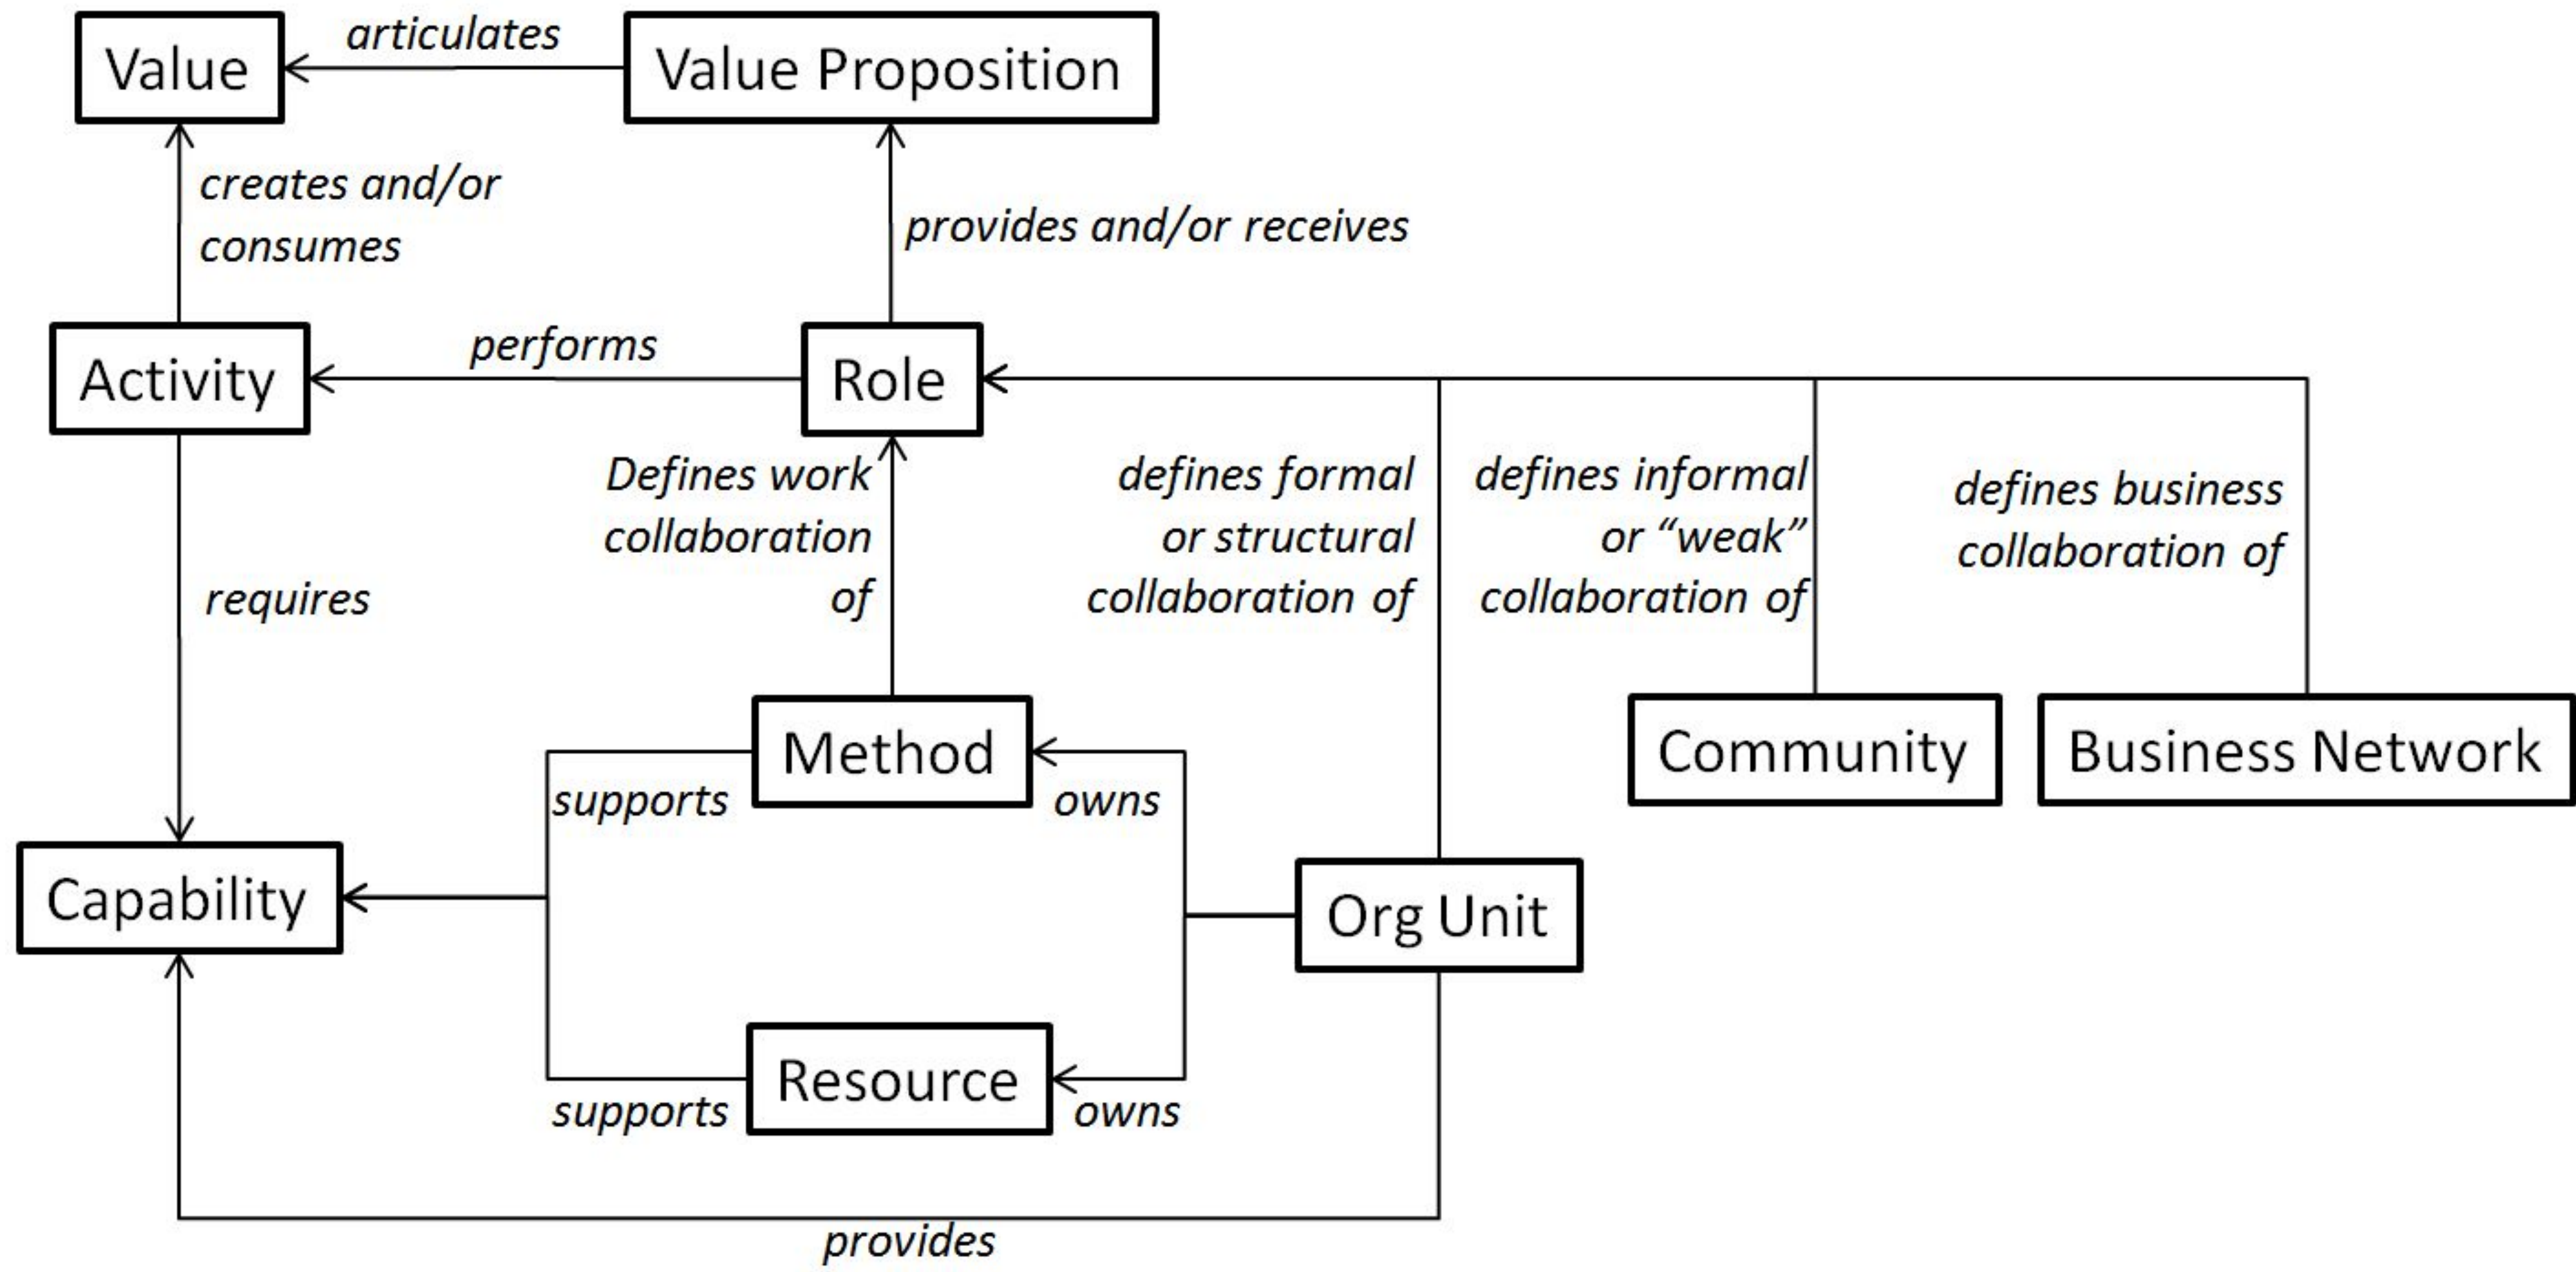 Value
articulates
Value Proposition
creates and/or
consumes
provides and/or receives
Activity
performs
Role
requires
Defines work
collaboration
of
defines formal
or structural
collaboration of
defines informal
or “weak”
collaboration of
defines business
collaboration of
Method
Community
Business Network
supports
owns
Capability
Org Unit
Resource
supports
owns
provides